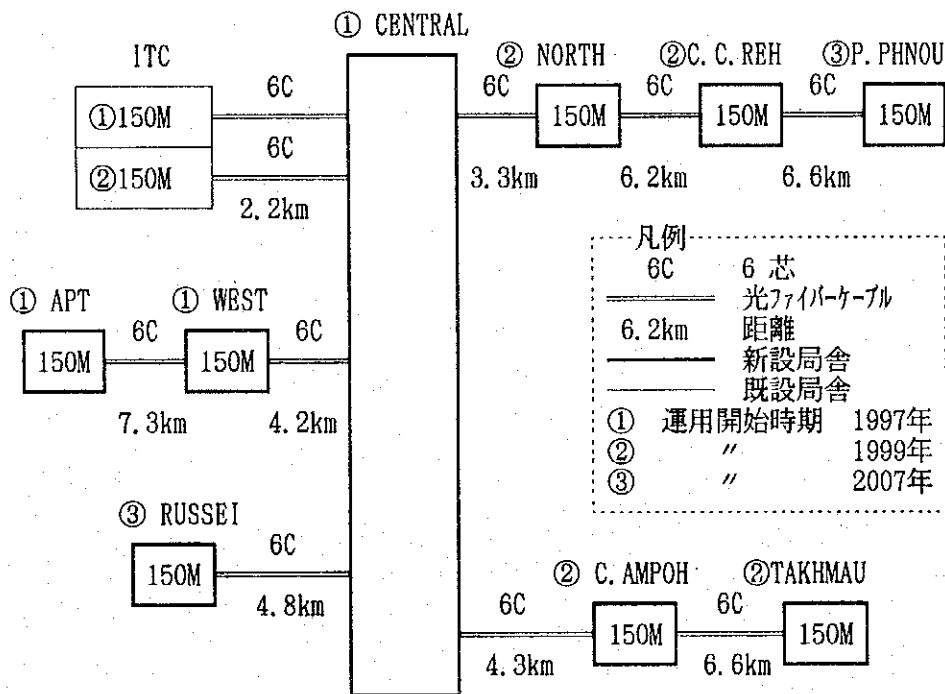 ① CENTRAL
ITC
6C
①150M
6C
②150M
2.2km
② NORTH
②C.C.REH
③P.PHNOU
6C
6C
6C
150M
150M
150M
3.3km
6.2km
6.6km
① APT
① WEST
6C
6C
150M
150M
7.3km
4.2km
凡例
6C 6 芯
光ファイバーケーブル
6.2km 距離
新設局舎
既設局舎
① 運用開始時期 1997年
② 〃 1999年
③ 〃 2007年
③ RUSSEI
6C
150M
4.8km
② C.AMPOH
②TAKHMAU
6C
6C
150M
150M
4.3km
6.6km